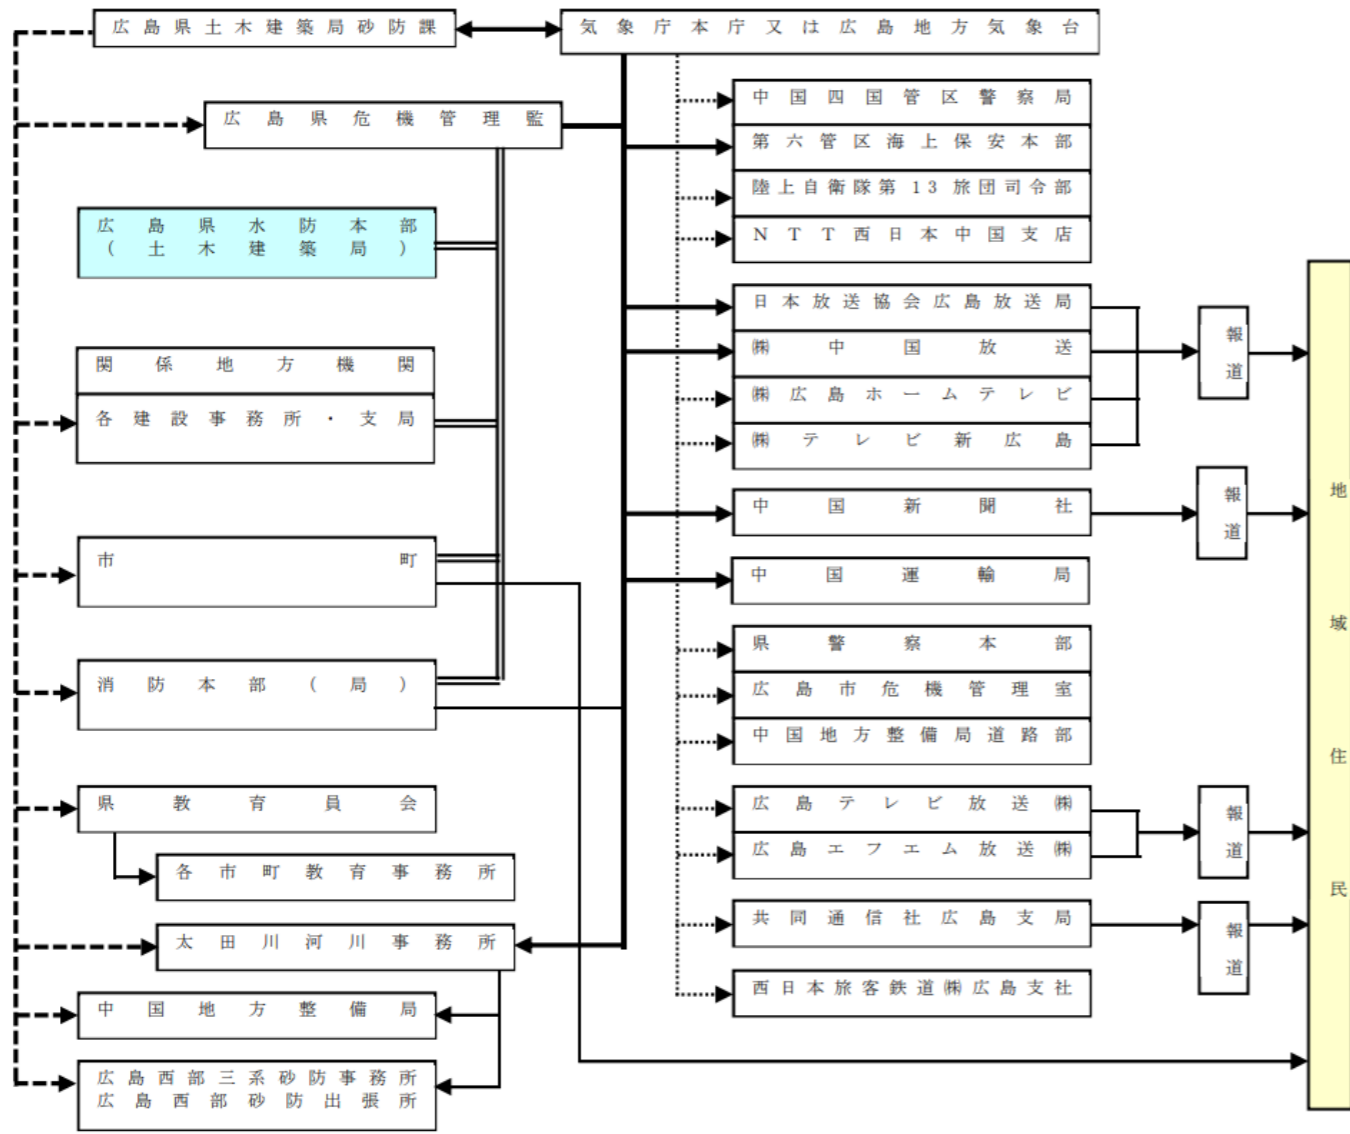 広島県土木建築局砂防課
気象庁本庁又は広島地方気象台
広島県危機管理監
広島県水防本部
(土木建築局)
関係地方機関
各建設事務所・支局
市町
消防本部(局)
県教育員会
各市町教育事務所
太田川河川事務所
中国地方整備局
広島西部三系砂防事務所
広島西部砂防出張所
中国四国管区警察局
第六管区海上保安本部
陸上自衛隊第13旅団司令部
NTT西日本中国支店
日本放送協会広島放送局
㈱中国放送
㈱広島ホームテレビ
㈱テレビ新広島
中国新聞社
中国運輸局
県警察本部
広島市危機管理室
中国地方整備局道路部
広島テレビ放送㈱
広島エフエム放送㈱
共同通信社広島支局
西日本旅客鉄道㈱広島支社
報道
報道
報道
報道
地域住民